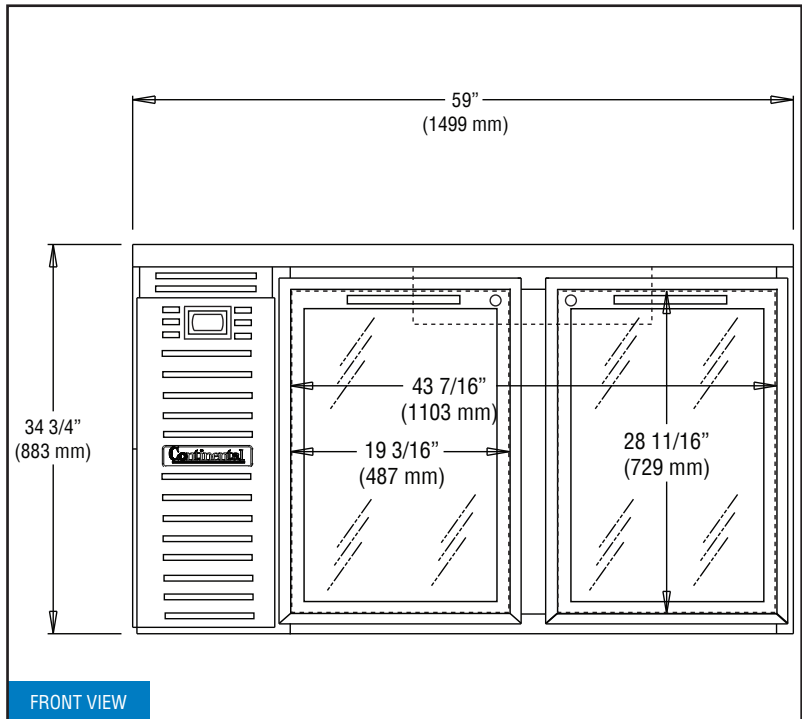 59”
(1499 mm)
34 3/4”
(883 mm)
43 7/16”
(1103 mm)
19 3/16”
(487 mm)
28 11/16”
(729 mm)
Continental
FRONT VIEW